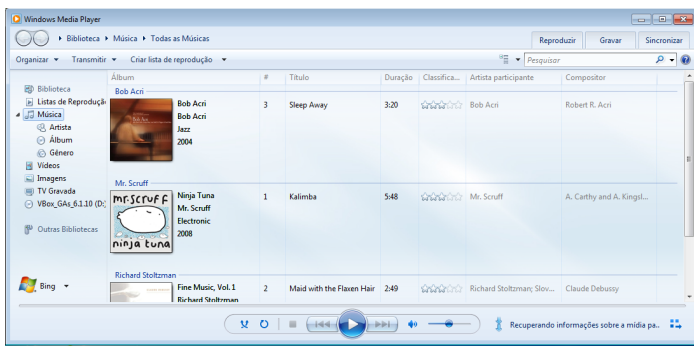 Windows Media Player
Biblioteca Música Todas as Músicas
Reproduzir Gravar Sincronizar
Organizar Transmitir Criar lista de reprodução
Pesquisar
Biblioteca
Listas de Reproduçã
Música
Artista
Álbum
Gênero
Vídeos
Imagens
TV Gravada
VBox_GAs_6.1.10 (D:)
Outras Bibliotecas
Bing
Álbum # Título Duração Classifica... Artista participante Compositor
Bob Acri
Bob Acri 3 Sleep Away 3:20 Bob Acri Robert R. Acri
Bob Acri
Jazz
2004
Mr. Scruff
mr.scruff
ninja tuna
Ninja Tuna 1 Kalimba 5:48 Mr. Scruff A. Carthy and A. Kingsl...
Mr. Scruff
Electronic
2008
Richard Stoltzman
Fine Music, Vol. 1 2 Maid with the Flaxen Hair 2:49 Richard Stoltzman; Slov... Claude Debussy
Richard Stoltzman
Recuperando informações sobre a mídia pa..